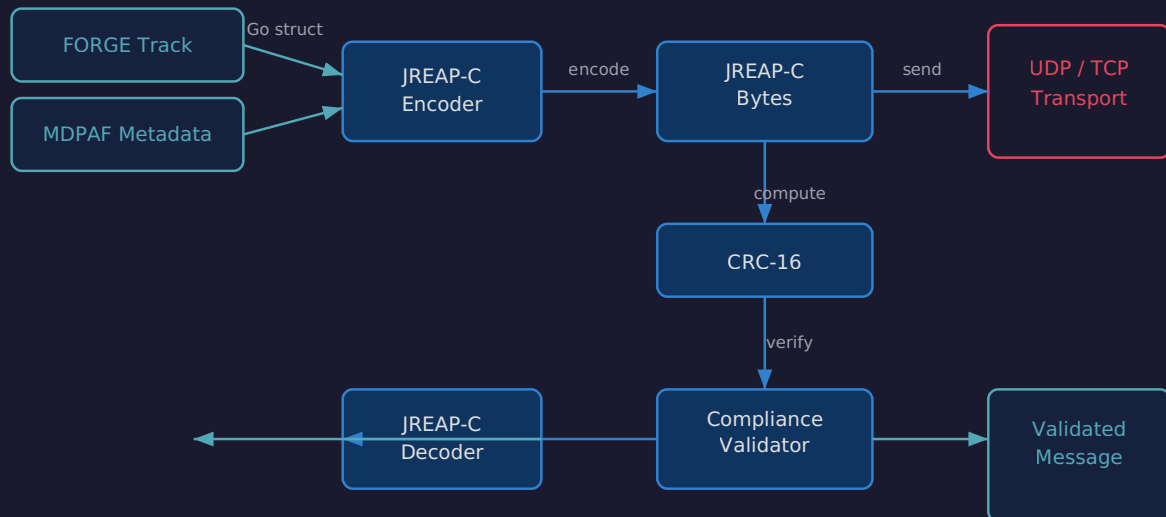 FORGE Track
Go struct
MDPAF Metadata
JREAP-C
Encoder
encode
JREAP-C
Bytes
send
UDP / TCP
Transport
compute
CRC-16
verify
JREAP-C
Decoder
Compliance
Validator
Validated
Message